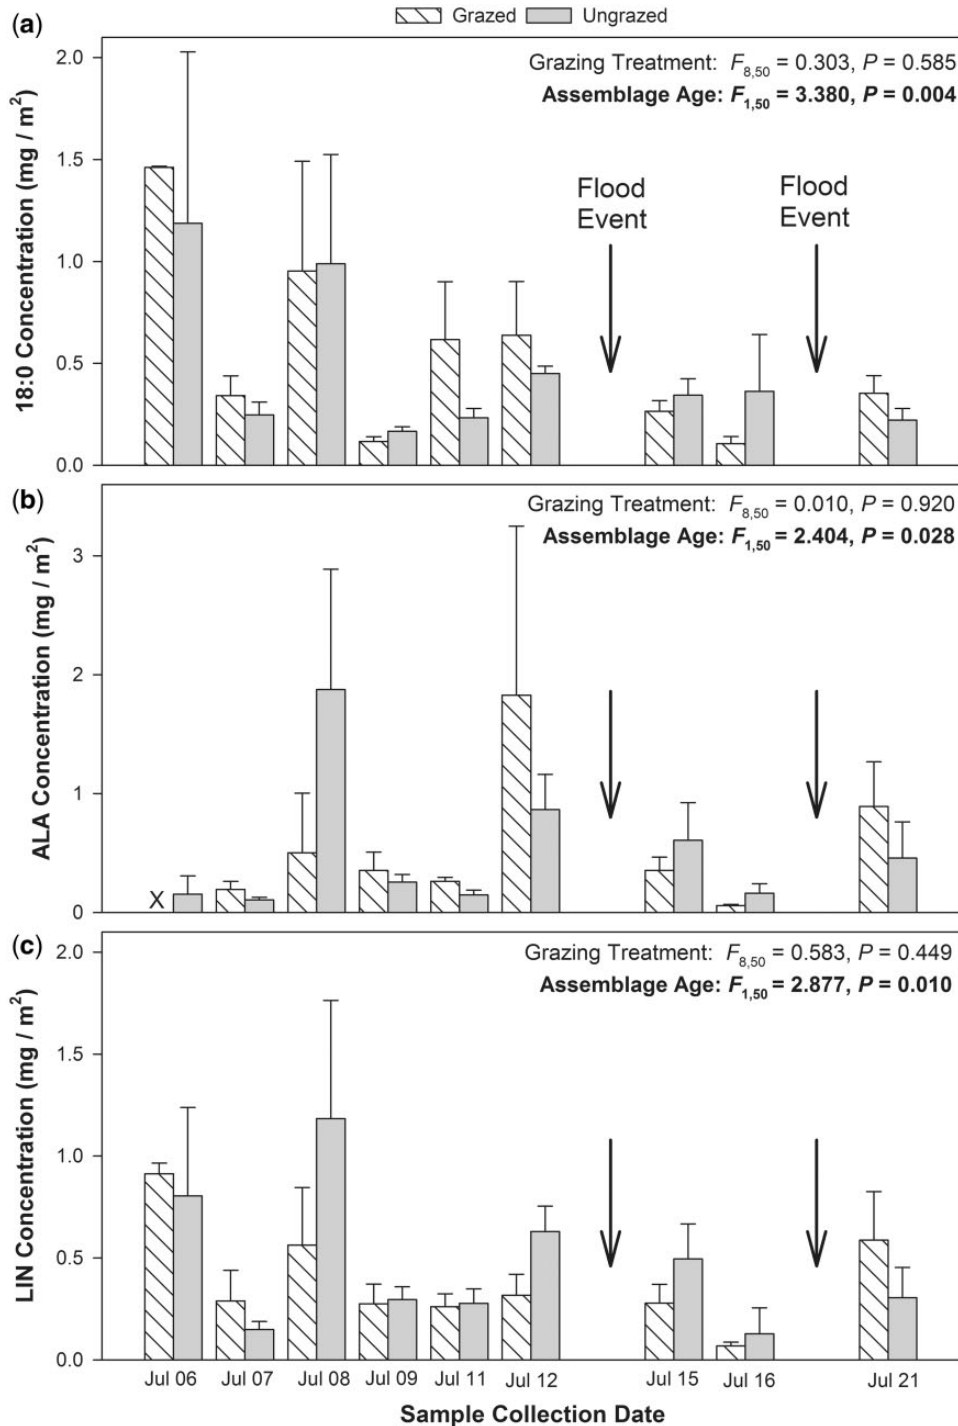 Grazed Ungrazed
(a)
Grazing Treatment: F8,50 = 0.303, P = 0.585
Assemblage Age: F1,50 = 3.380, P = 0.004
Flood Event
Flood Event
18:0 Concentration (mg / m2)
2.0
1.5
1.0
0.5
0.0
(b)
Grazing Treatment: F8,50 = 0.010, P = 0.920
Assemblage Age: F1,50 = 2.404, P = 0.028
ALA Concentration (mg / m2)
3
2
1
0
X
(c)
Grazing Treatment: F8,50 = 0.583, P = 0.449
Assemblage Age: F1,50 = 2.877, P = 0.010
LIN Concentration (mg / m2)
2.0
1.5
1.0
0.5
0.0
Jul 06 Jul 07 Jul 08 Jul 09 Jul 11 Jul 12 Jul 15 Jul 16 Jul 21
Sample Collection Date